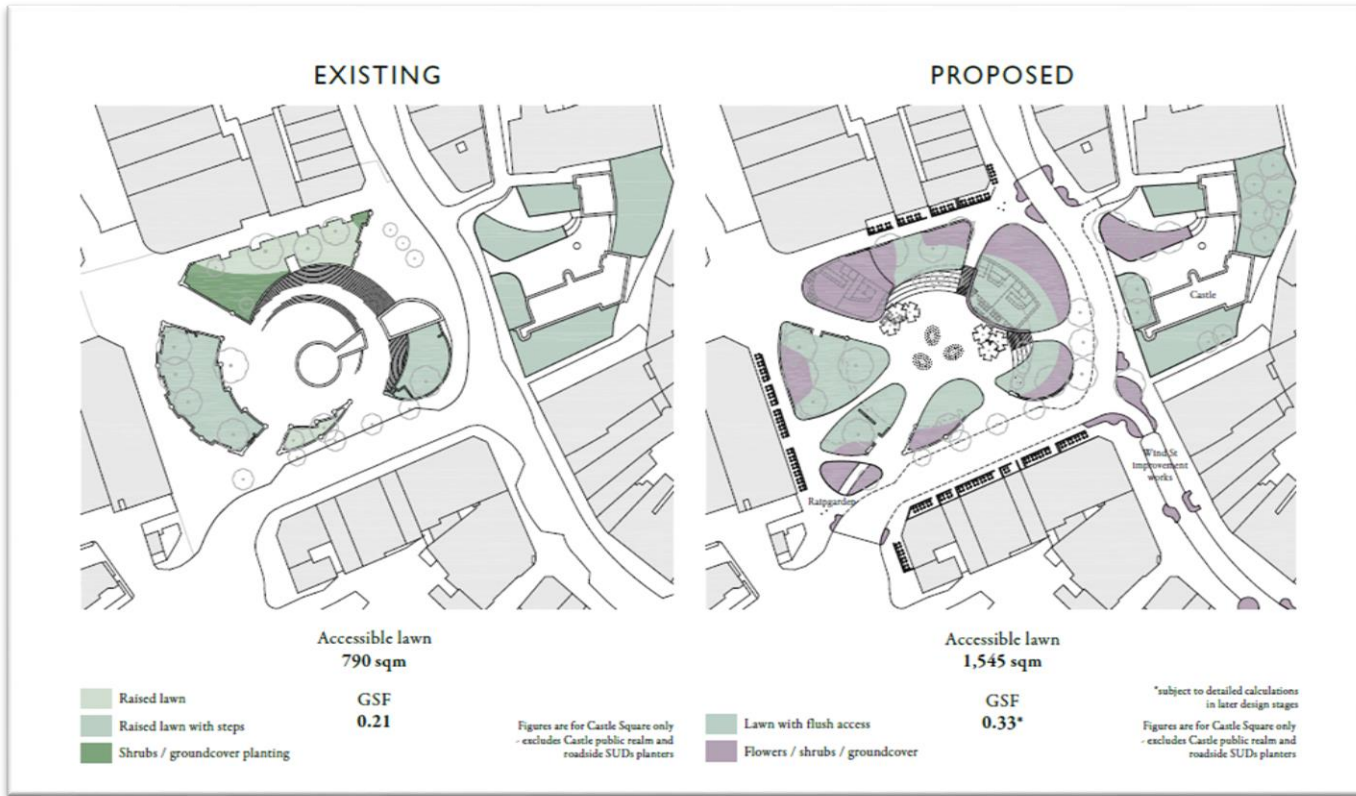 EXISTING
PROPOSED
Castle
Wind St
improvement
works
Raingarden
Accessible lawn
790 sqm
GSF
0.21
Raised lawn
Raised lawn with steps
Shrubs / groundcover planting
Figures are for Castle Square only
- excludes Castle public realm and
roadside SUDs planters
Accessible lawn
1,545 sqm
GSF
0.33*
Lawn with flush access
Flowers / shrubs / groundcover
*subject to detailed calculations
in later design stages
Figures are for Castle Square only
- excludes Castle public realm and
roadside SUDs planters